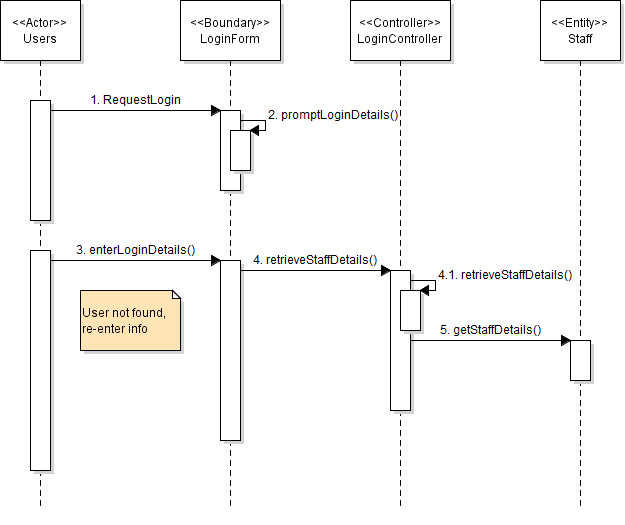 <<Actor>>
Users
<<Boundary>>
LoginForm
<<Controller>>
LoginController
<<Entity>>
Staff
1. RequestLogin
2. promptLoginDetails()
3. enterLoginDetails()
4. retrieveStaffDetails()
4.1. retrieveStaffDetails()
User not found,
re-enter info
5. getStaffDetails()